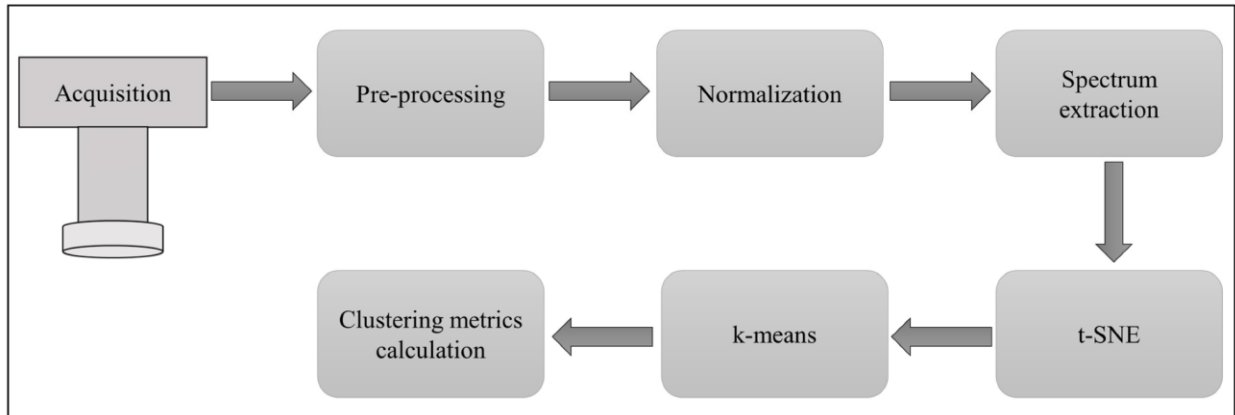 Acquisition
Pre-processing
Normalization
Spectrum
extraction
t-SNE
k-means
Clustering metrics
calculation